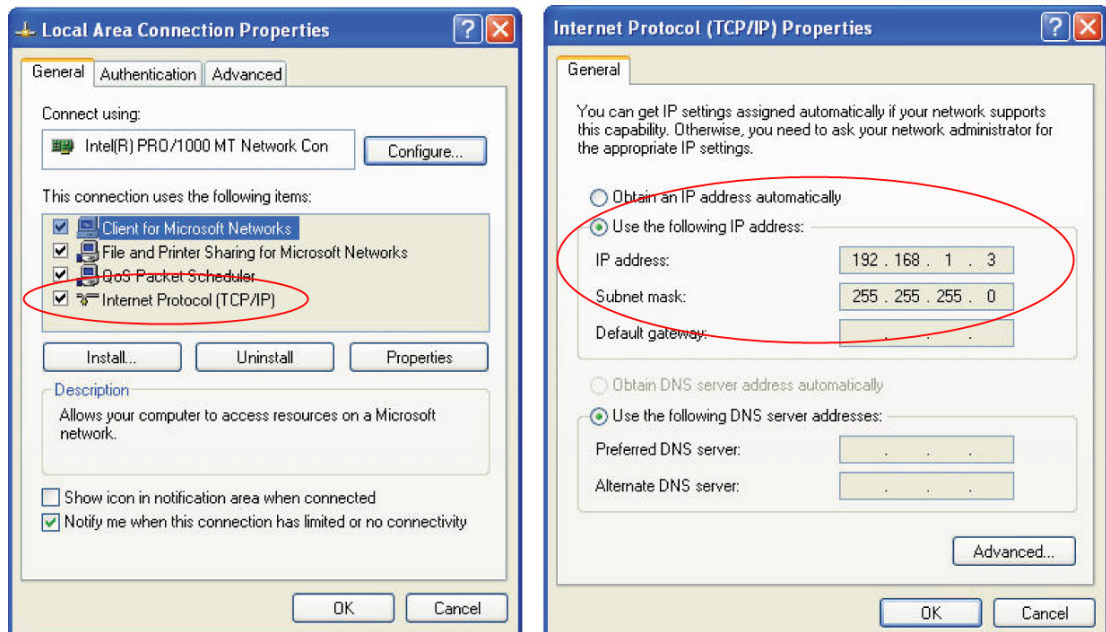 Local Area Connection Properties
General Authentication Advanced
Connect using:
Intel(R) PRO/1000 MT Network Con
Configure...
This connection uses the following items:
Client for Microsoft Networks
File and Printer Sharing for Microsoft Networks
QoS Packet Scheduler
Internet Protocol (TCP/IP)
Install... Uninstall Properties
Description
Allows your computer to access resources on a Microsoft
network.
Show icon in notification area when connected
Notify me when this connection has limited or no connectivity
OK Cancel
Internet Protocol (TCP/IP) Properties
General
You can get IP settings assigned automatically if your network supports
this capability. Otherwise, you need to ask your network administrator for
the appropriate IP settings.
Obtain an IP address automatically
Use the following IP address:
IP address: 192 . 168 . 1 . 3
Subnet mask: 255 . 255 . 255 . 0
Default gateway: . . .
Obtain DNS server address automatically
Use the following DNS server addresses:
Preferred DNS server: . . .
Alternate DNS server: . . .
Advanced...
OK Cancel